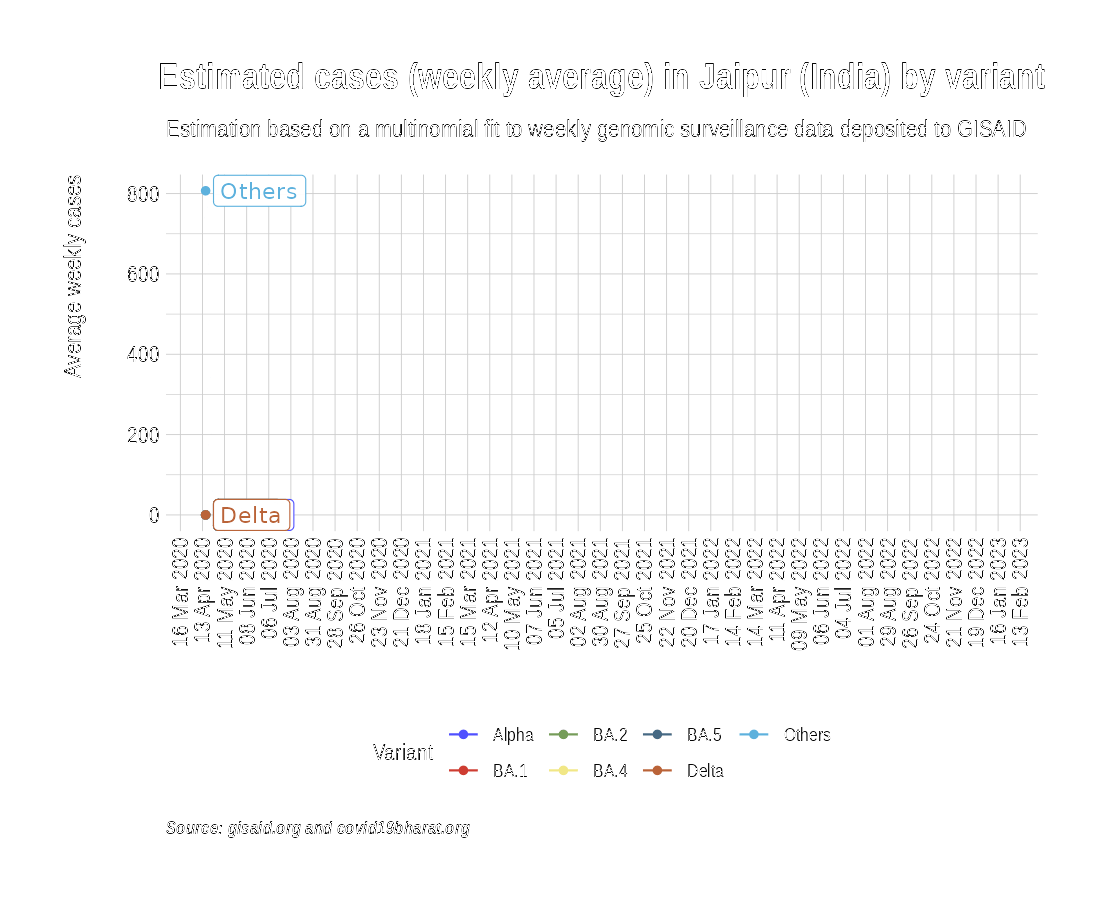 Estimated cases (weekly average) in Jaipur (India) by variant
Estimation based on a multinomial fit to weekly genomic surveillance data deposited to GISAID
Average weekly cases
800
600
400
200
0
Others
Delta
16 Mar 2020
13 Apr 2020
11 May 2020
08 Jun 2020
06 Jul 2020
03 Aug 2020
31 Aug 2020
28 Sep 2020
26 Oct 2020
23 Nov 2020
21 Dec 2020
18 Jan 2021
15 Feb 2021
15 Mar 2021
12 Apr 2021
10 May 2021
07 Jun 2021
05 Jul 2021
02 Aug 2021
30 Aug 2021
27 Sep 2021
25 Oct 2021
22 Nov 2021
20 Dec 2021
17 Jan 2022
14 Feb 2022
14 Mar 2022
11 Apr 2022
09 May 2022
06 Jun 2022
04 Jul 2022
01 Aug 2022
29 Aug 2022
26 Sep 2022
24 Oct 2022
21 Nov 2022
19 Dec 2022
16 Jan 2023
13 Feb 2023
Variant
Alpha BA.2 BA.5 Others
BA.1 BA.4 Delta
Source: gisaid.org and covid19bharat.org